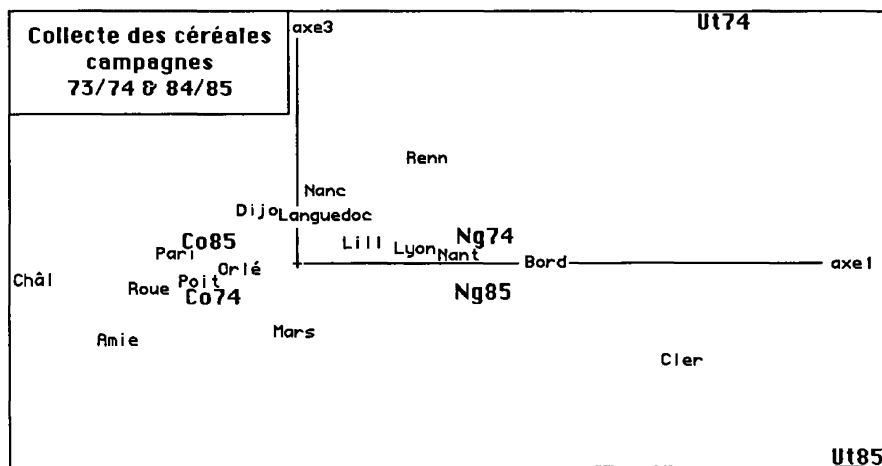 Collecte des céréales
campagnes
73/74 & 84/85
axe3
Ut74
Renn
Nanc
Dijo Languedoc
Co85 Lill Lyon Ng74
Pari Nant
Orlé Bord axe1
Châl Roue Poit
Co74 Ng85
Amie Mars
Cler
Ut85